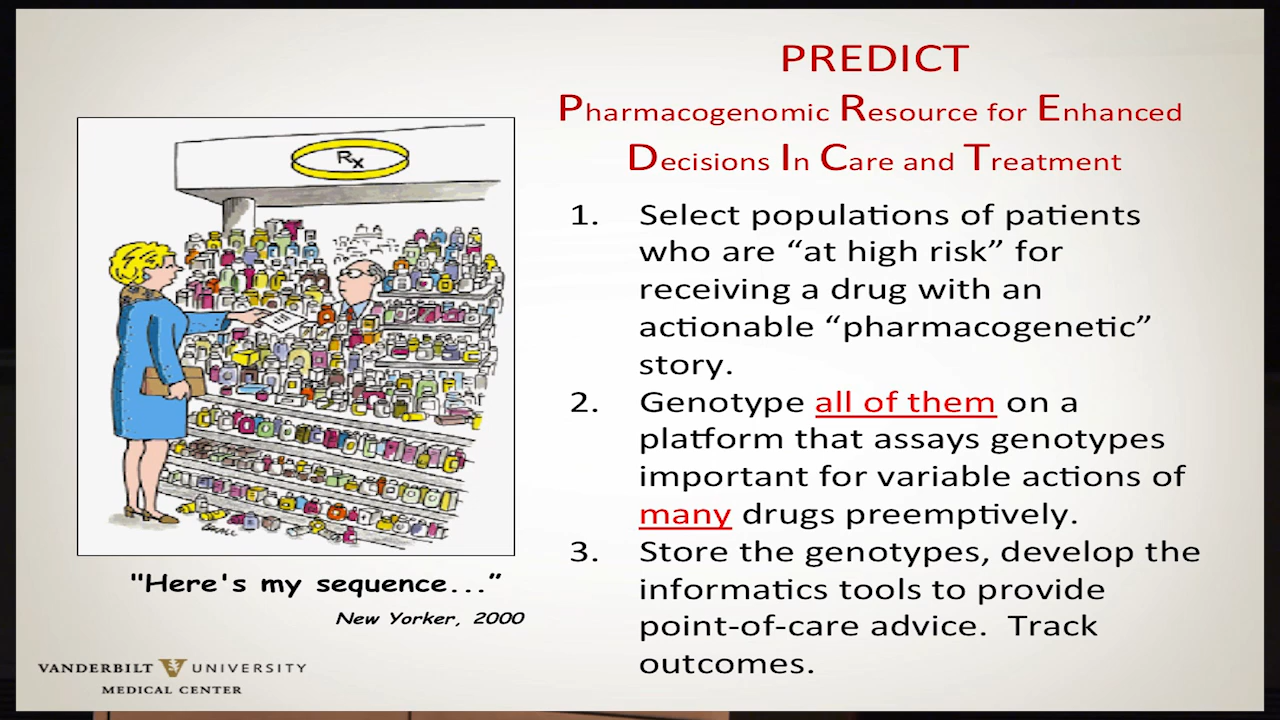 PREDICT
Pharmacogenomic Resource for Enhanced
Decisions In Care and Treatment
Rx
"Here's my sequence...”
New Yorker, 2000
1. Select populations of patients
who are “at high risk” for
receiving a drug with an
actionable “pharmacogenetic”
story.
2. Genotype all of them on a
platform that assays genotypes
important for variable actions of
many drugs preemptively.
3. Store the genotypes, develop the
informatics tools to provide
point-of-care advice. Track
outcomes.
VANDERBILT UNIVERSITY
MEDICAL CENTER